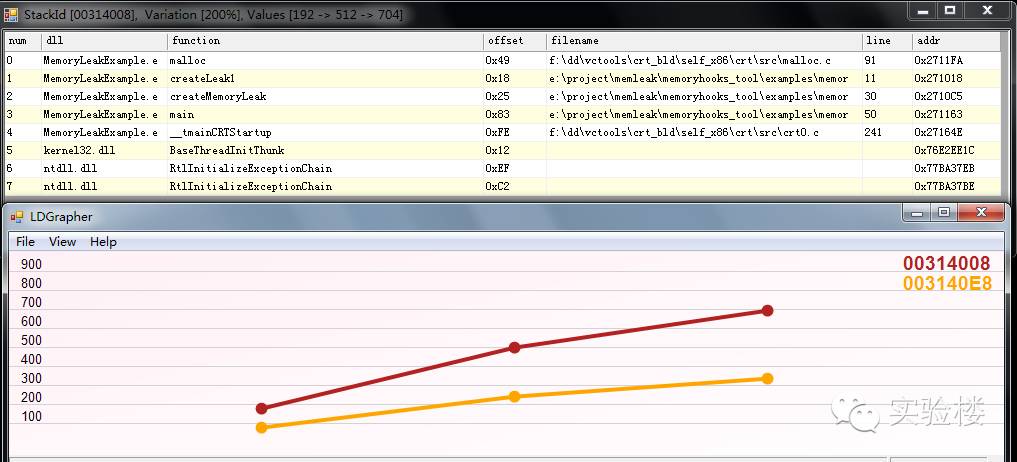 StackId [00314008], Variation [200%], Values [192 -> 512 -> 704]
num dll function offset filename line addr
0 MemoryLeakExample.e malloc 0x49 f:\dd\vctools\crt_bld\self_x86\crt\src\malloc.c 91 0x2711FA
1 MemoryLeakExample.e createLeak1 0x18 e:\project\memleak\memoryhooks_tool\examples\memor 11 0x271018
2 MemoryLeakExample.e createMemoryLeak 0x25 e:\project\memleak\memoryhooks_tool\examples\memor 30 0x2710C5
3 MemoryLeakExample.e main 0x83 e:\project\memleak\memoryhooks_tool\examples\memor 50 0x271163
4 MemoryLeakExample.e __tmainCRTStartup 0xFE f:\dd\vctools\crt_bld\self_x86\crt\src\crt0.c 241 0x27164E
5 kernel32.dll BaseThreadInitThunk 0x12 0x76E2EE1C
6 ntdll.dll RtlInitializeExceptionChain 0xEF 0x77BA37EB
7 ntdll.dll RtlInitializeExceptionChain 0xC2 0x77BA37BE
LDGrapher
File View Help
900
800
700
600
500
400
300
200
100
00314008
003140E8
实验楼